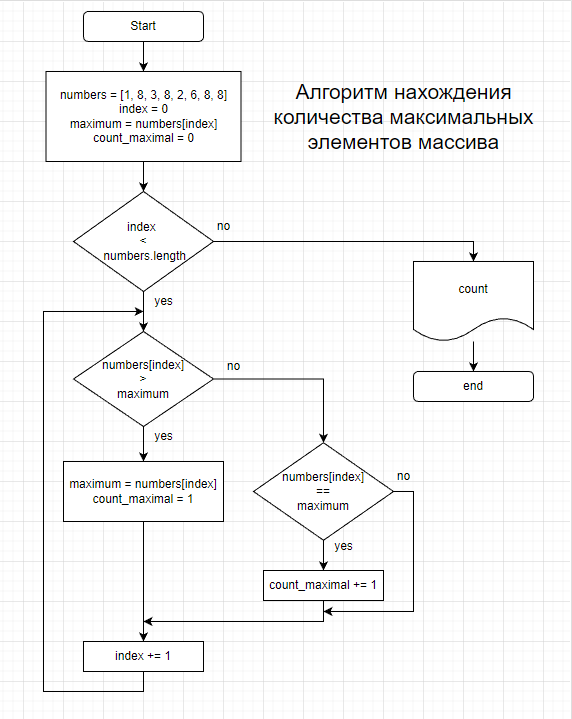 Start
numbers = [1, 8, 3, 8, 2, 6, 8, 8]
index = 0
maximum = numbers[index]
count_maximal = 0
Алгоритм нахождения
количества максимальных
элементов массива
index
<
numbers.length
no
yes
count
end
numbers[index]
>
maximum
no
yes
maximum = numbers[index]
count_maximal = 1
numbers[index]
==
maximum
no
yes
count_maximal += 1
index += 1